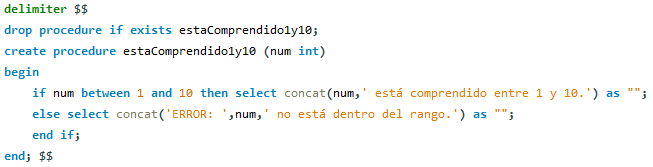 delimiter $$
drop procedure if exists estaComprendido1y10;
create procedure estaComprendido1y10 (num int)
begin
    if num between 1 and 10 then select concat(num,' está comprendido entre 1 y 10.') as "";
    else select concat('ERROR: ',num,' no está dentro del rango.') as "";
    end if;
end; $$